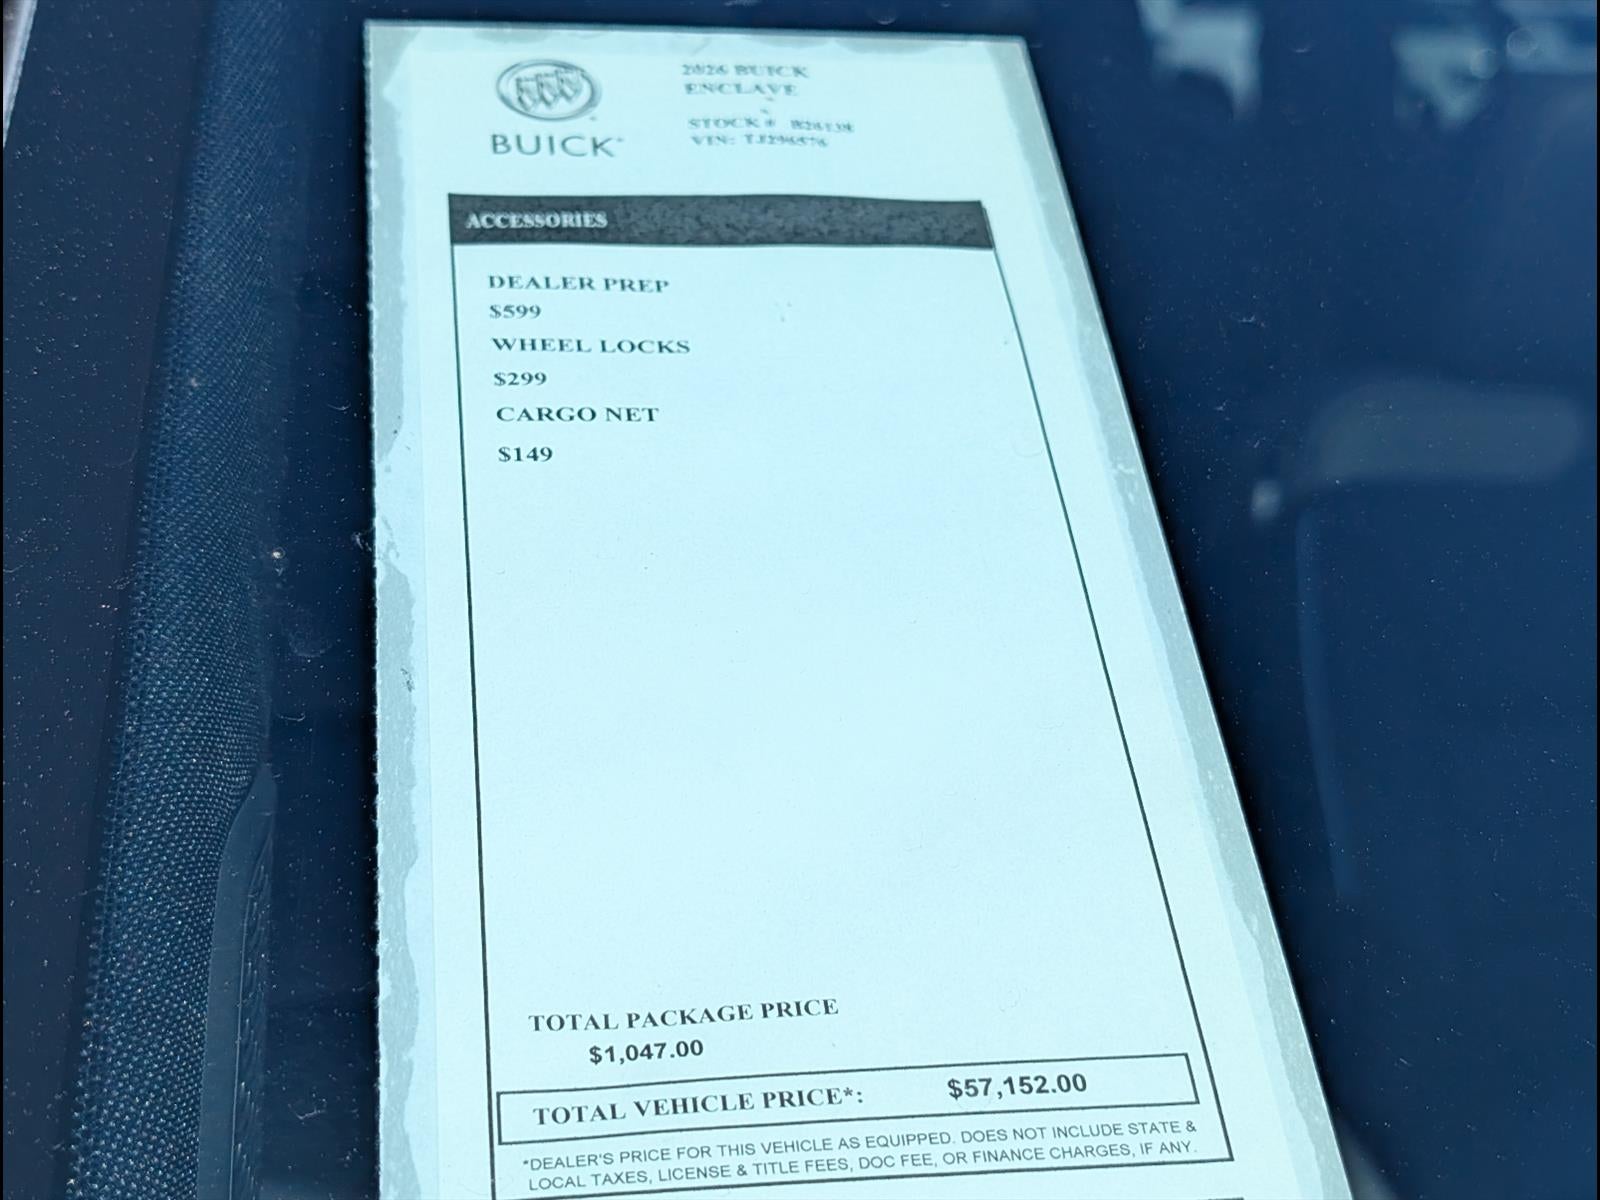 BUICK
2026 BUICK
ENCLAVE
STOCK #
VIN:
ACCESSORIES
DEALER PREP
$599
WHEEL LOCKS
$299
CARGO NET
$149
TOTAL PACKAGE PRICE
$1,047.00
TOTAL VEHICLE PRICE*: $57,152.00
*DEALER'S PRICE FOR THIS VEHICLE AS EQUIPPED. DOES NOT INCLUDE STATE &
LOCAL TAXES, LICENSE & TITLE FEES, DOC FEE, OR FINANCE CHARGES, IF ANY.